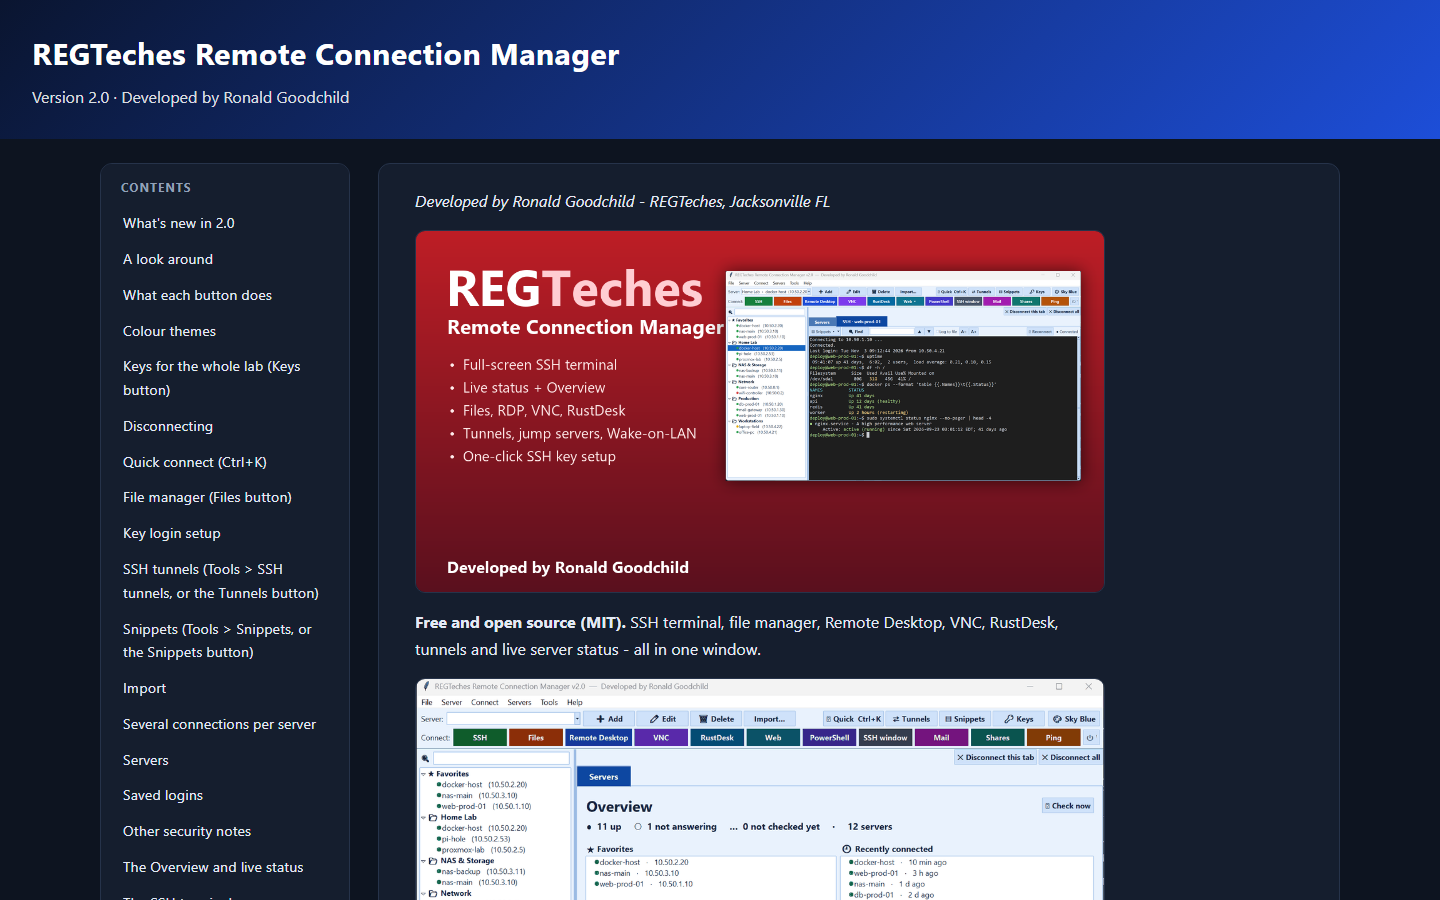 REGTeches Remote Connection Manager
Version 2.0 · Developed by Ronald Goodchild
CONTENTS
What's new in 2.0
A look around
What each button does
Colour themes
Keys for the whole lab (Keys
button)
Disconnecting
Quick connect (Ctrl+K)
File manager (Files button)
Key login setup
SSH tunnels (Tools > SSH
tunnels, or the Tunnels button)
Snippets (Tools > Snippets, or
the Snippets button)
Import
Several connections per server
Servers
Saved logins
Other security notes
The Overview and live status
Developed by Ronald Goodchild - REGTeches, Jacksonville FL
REGTeches
Remote Connection Manager
• Full-screen SSH terminal
• Live status + Overview
• Files, RDP, VNC, RustDesk
• Tunnels, jump servers, Wake-on-LAN
• One-click SSH key setup
Developed by Ronald Goodchild
Free and open source (MIT). SSH terminal, file manager, Remote Desktop, VNC, RustDesk,
tunnels and live server status - all in one window.
REGTeches Remote Connection Manager v2.0 — Developed by Ronald Goodchild
File Server Connect Servers Tools Help
Server: Add Edit Delete Import... Quick Ctrl+K Tunnels Snippets Keys Sky Blue
Connect: SSH Files Remote Desktop VNC RustDesk Web PowerShell SSH window Mail Shares Ping
Disconnect this tab Disconnect all
Favorites
docker-host (10.50.2.20)
nas-main (10.50.3.10)
web-prod-01 (10.50.1.10)
Home Lab
docker-host (10.50.2.20)
pi-hole (10.50.2.53)
proxmox-lab (10.50.2.5)
NAS & Storage
nas-backup (10.50.3.11)
nas-main (10.50.3.10)
Network
Servers
Overview
Check now
11 up 1 not answering ... 0 not checked yet · 12 servers
Favorites
docker-host · 10.50.2.20
nas-main · 10.50.3.10
web-prod-01 · 10.50.1.10
Recently connected
docker-host · 10 min ago
web-prod-01 · 3 h ago
nas-main · 1 d ago
db-prod-01 · 2 d ago